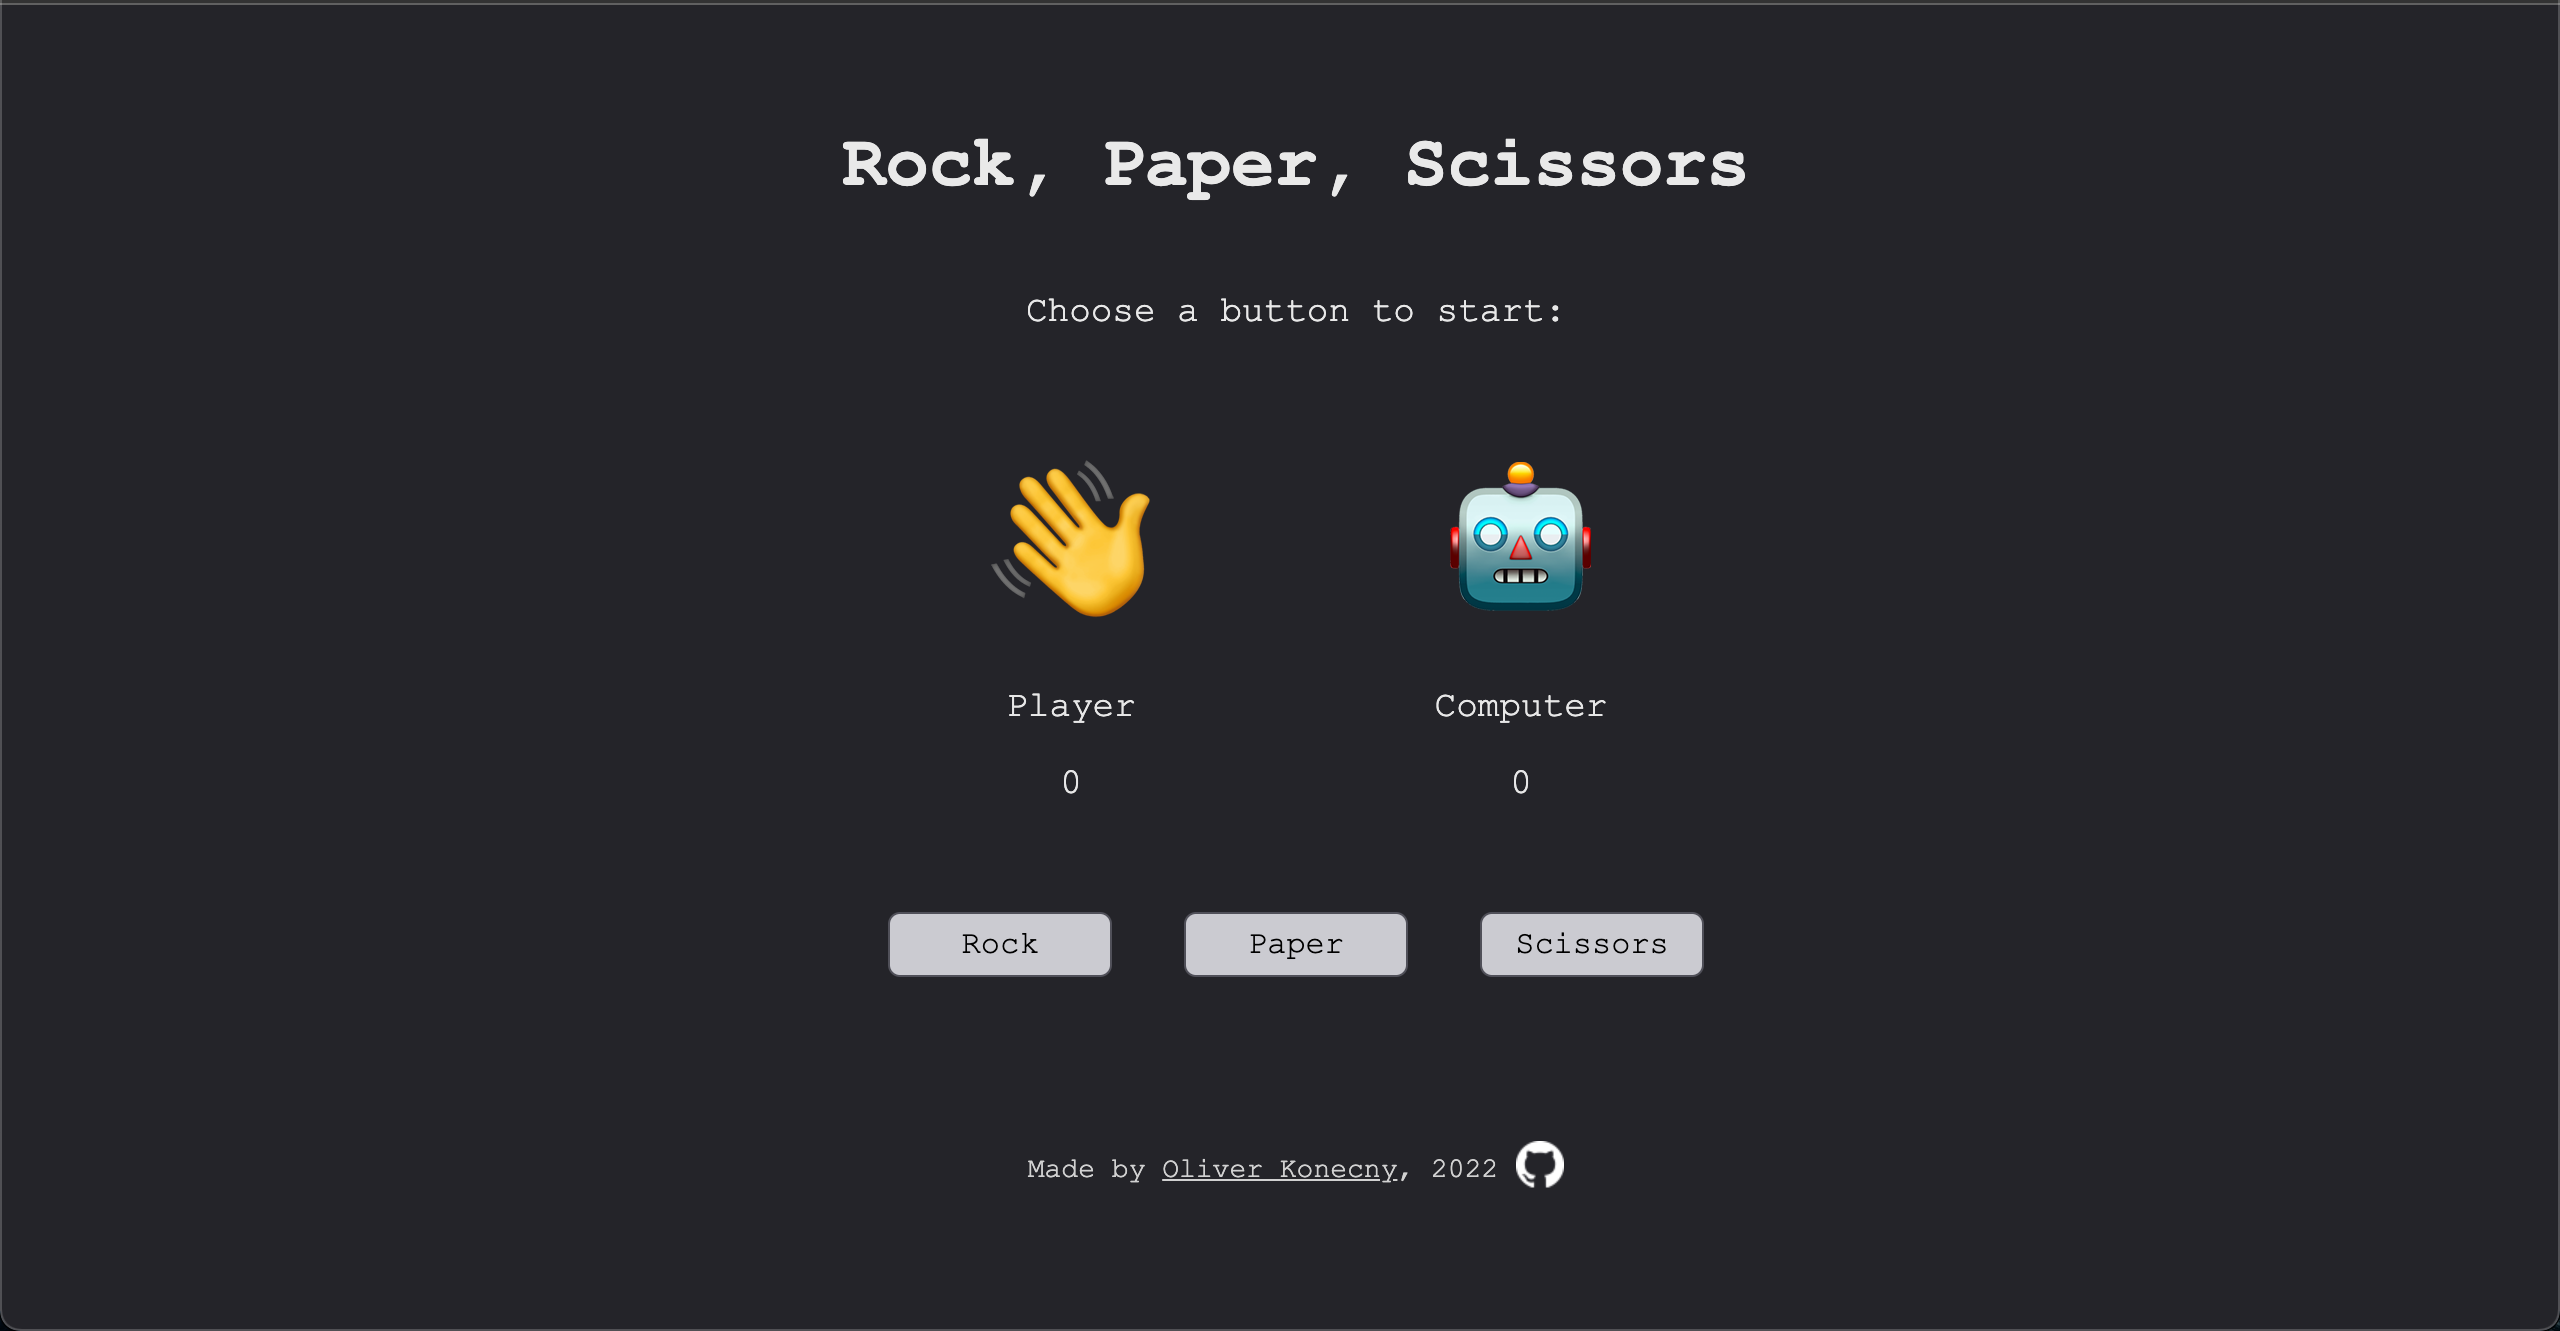 Rock, Paper, Scissors
Choose a button to start:
Player
Computer
0
0
Rock
Paper
Scissors
Made by Oliver Konecny, 2022